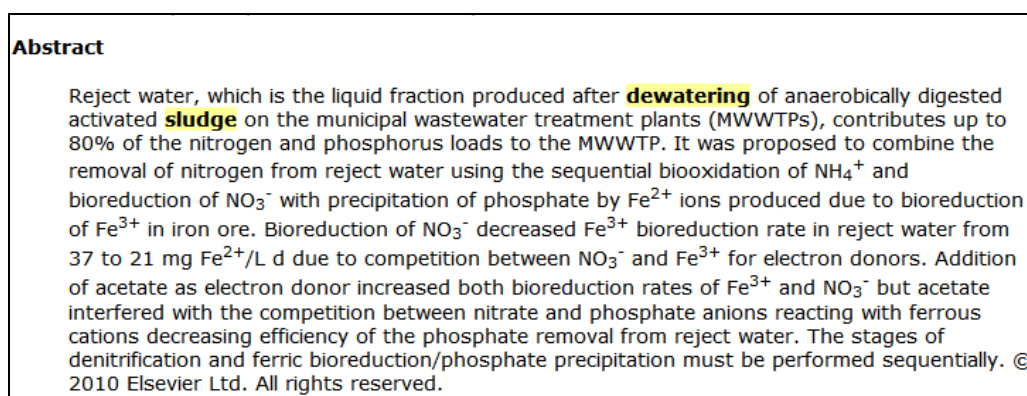 Abstract
Reject water, which is the liquid fraction produced after dewatering of anaerobically digested
activated sludge on the municipal wastewater treatment plants (MWWTPs), contributes up to
80% of the nitrogen and phosphorus loads to the MWWTP. It was proposed to combine the
removal of nitrogen from reject water using the sequential biooxidation of NH₄⁺ and
bioreduction of NO₃⁻ with precipitation of phosphate by Fe²⁺ ions produced due to bioreduction
of Fe³⁺ in iron ore. Bioreduction of NO₃⁻ decreased Fe³⁺ bioreduction rate in reject water from
37 to 21 mg Fe²⁺/L d due to competition between NO₃⁻ and Fe³⁺ for electron donors. Addition
of acetate as electron donor increased both bioreduction rates of Fe³⁺ and NO₃⁻ but acetate
interfered with the competition between nitrate and phosphate anions reacting with ferrous
cations decreasing efficiency of the phosphate removal from reject water. The stages of
denitrification and ferric bioreduction/phosphate precipitation must be performed sequentially. ©
2010 Elsevier Ltd. All rights reserved.